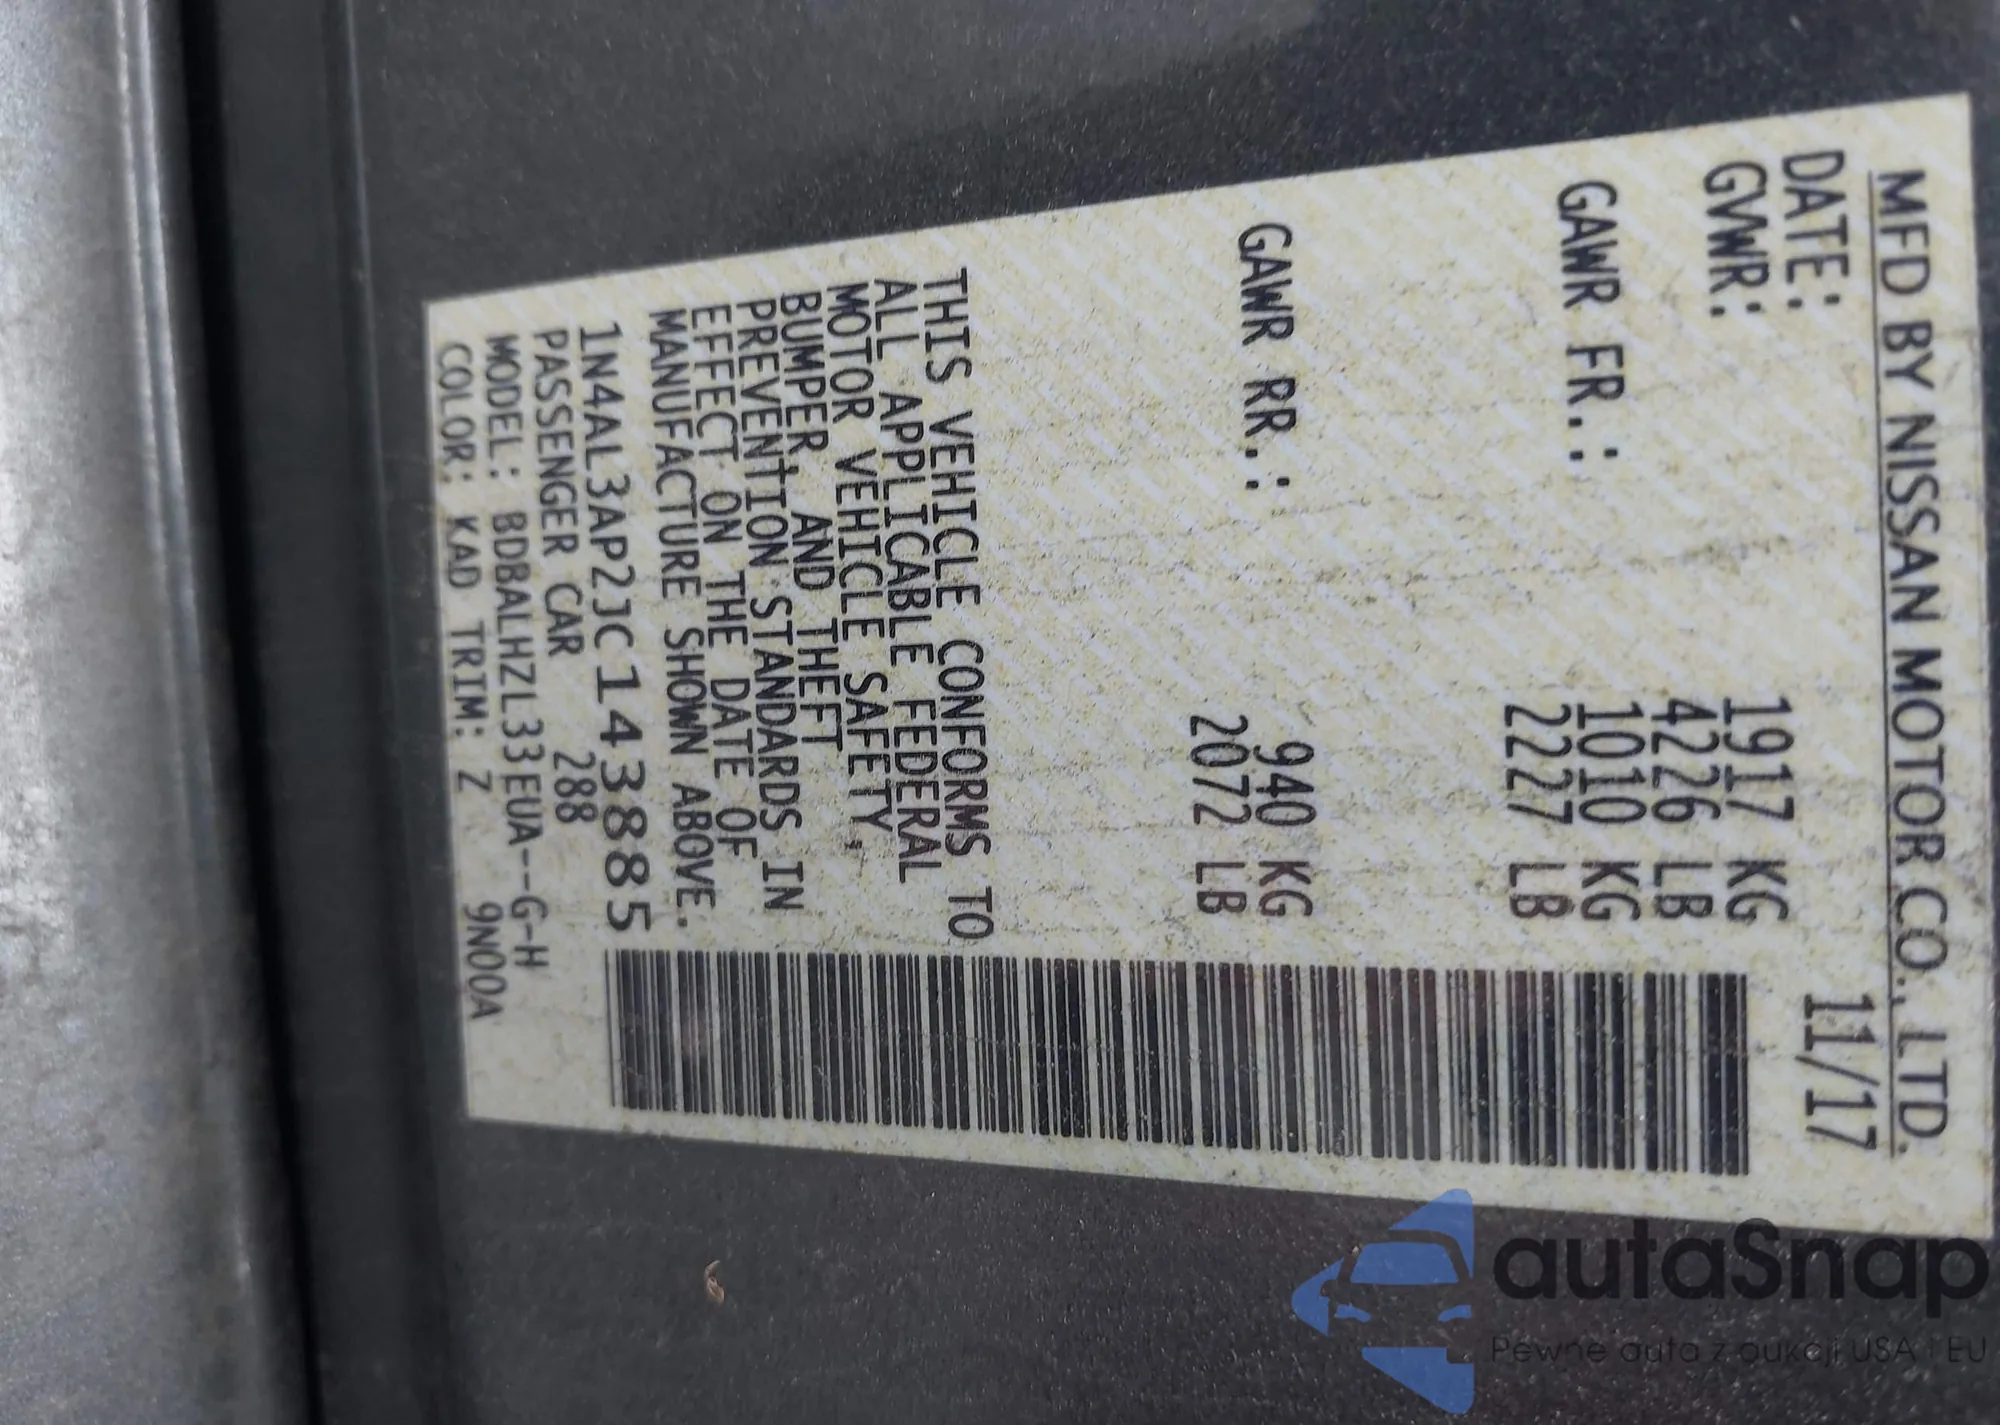 MFD BY NISSAN MOTOR CO., LTD.
DATE: 11/17
GVWR: 1917 KG
4226 LB
GAWR FR.: 1010 KG
2227 LB
GAWR RR.: 940 KG
2072 LB
THIS VEHICLE CONFORMS TO
ALL APPLICABLE FEDERAL
MOTOR VEHICLE SAFETY,
BUMPER, AND THEFT
PREVENTION STANDARDS IN
EFFECT ON THE DATE OF
MANUFACTURE SHOWN ABOVE.
1N4AL3AP2JC143885
PASSENGER CAR 288
MODEL: BDBALHZL33EUA--G-H
COLOR: KAD TRIM: Z 9N00A
autaSnap
Pewne auta z aukcji USA i EU